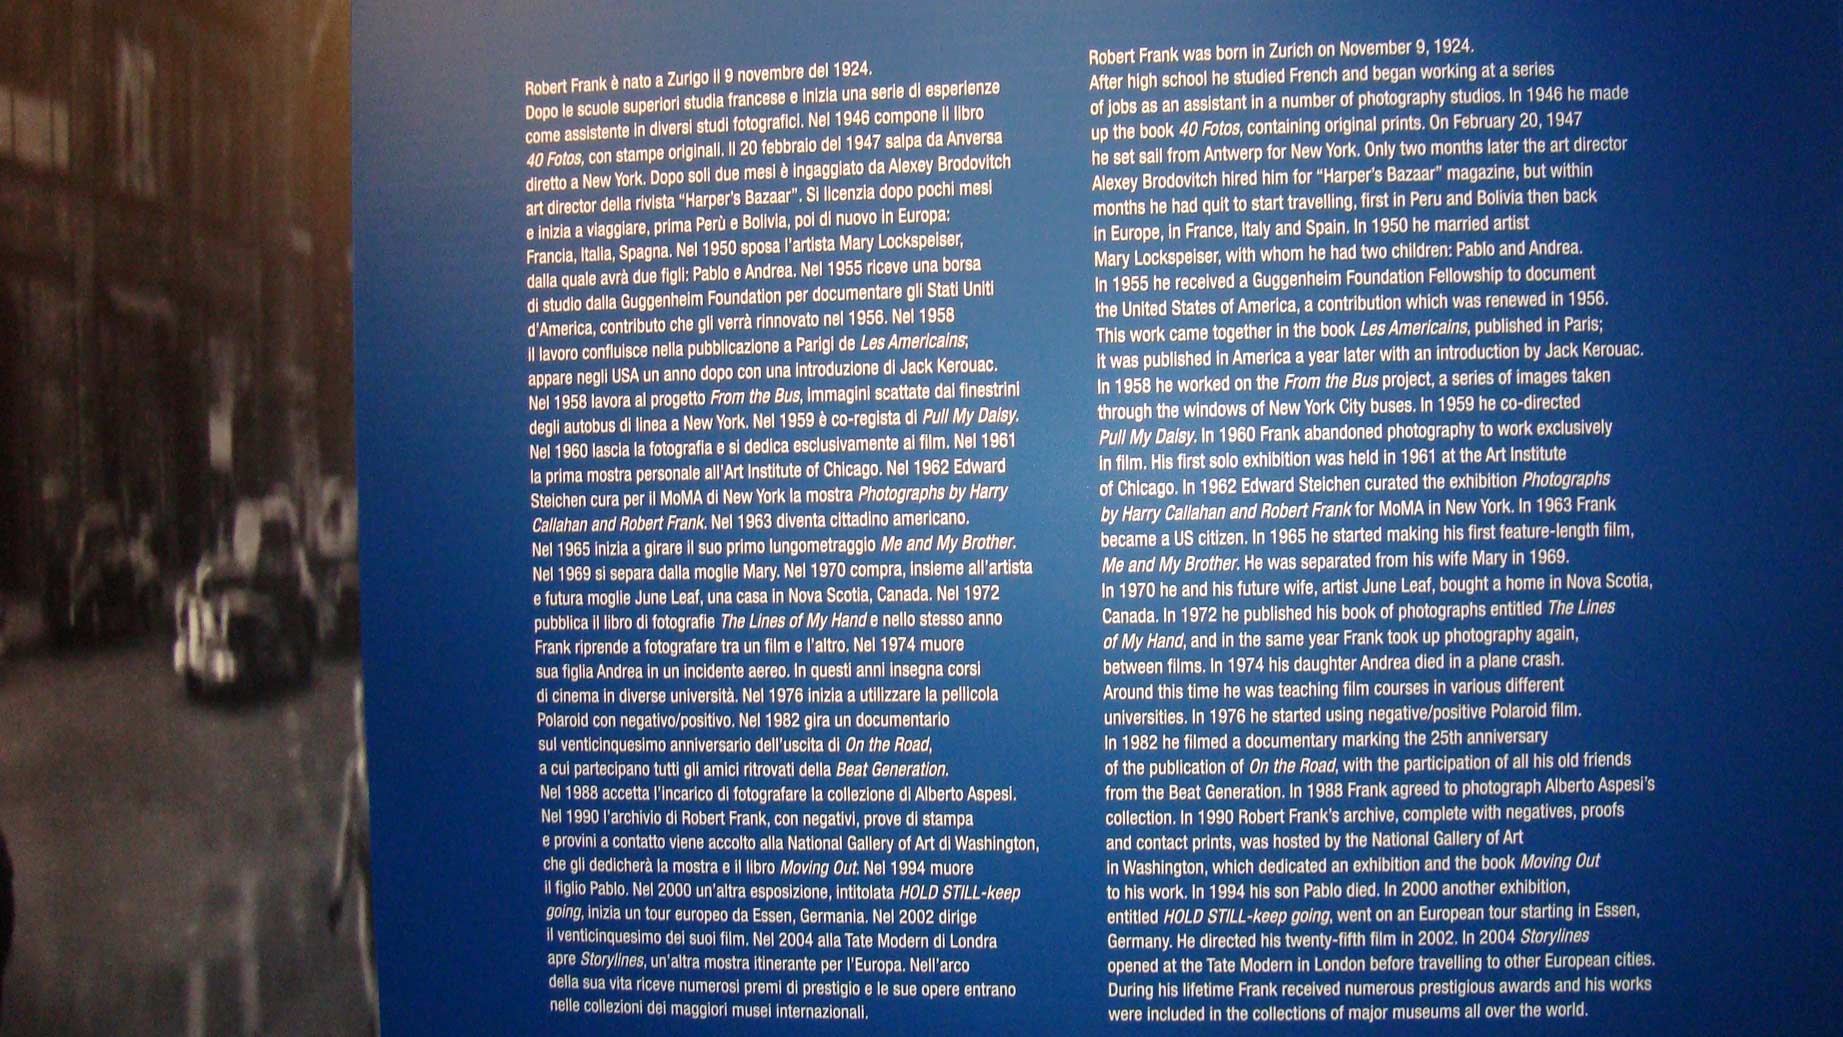 Robert Frank è nato a Zurigo il 9 novembre del 1924.
Dopo le scuole superiori studia francese e inizia una serie di esperienze
come assistente in diversi studi fotografici. Nel 1946 compone il libro
40 Fotos, con stampe originali. Il 20 febbraio del 1947 salpa da Anversa
diretto a New York. Dopo soli due mesi è ingaggiato da Alexey Brodovitch
art director della rivista “Harper’s Bazaar”. Si licenzia dopo pochi mesi
e inizia a viaggiare, prima Perù e Bolivia, poi di nuovo in Europa:
Francia, Italia, Spagna. Nel 1950 sposa l’artista Mary Lockspeiser,
dalla quale avrà due figli: Pablo e Andrea. Nel 1955 riceve una borsa
di studio dalla Guggenheim Foundation per documentare gli Stati Uniti
d’America, contributo che gli verrà rinnovato nel 1956. Nel 1958
il lavoro confluisce nella pubblicazione a Parigi de Les Americains;
appare negli USA un anno dopo con una introduzione di Jack Kerouac.
Nel 1958 lavora al progetto From the Bus, immagini scattate dai finestrini
degli autobus di linea a New York. Nel 1959 è co-regista di Pull My Daisy.
Nel 1960 lascia la fotografia e si dedica esclusivamente ai film. Nel 1961
la prima mostra personale all’Art Institute of Chicago. Nel 1962 Edward
Steichen cura per il MoMA di New York la mostra Photographs by Harry
Callahan and Robert Frank. Nel 1963 diventa cittadino americano.
Nel 1965 inizia a girare il suo primo lungometraggio Me and My Brother.
Nel 1969 si separa dalla moglie Mary. Nel 1970 compra, insieme all’artista
e futura moglie June Leaf, una casa in Nova Scotia, Canada. Nel 1972
pubblica il libro di fotografie The Lines of My Hand e nello stesso anno
Frank riprende a fotografare tra un film e l’altro. Nel 1974 muore
sua figlia Andrea in un incidente aereo. In questi anni insegna corsi
di cinema in diverse università. Nel 1976 inizia a utilizzare la pellicola
Polaroid con negativo/positivo. Nel 1982 gira un documentario
sul venticinquesimo anniversario dell’uscita di On the Road,
a cui partecipano tutti gli amici ritrovati della Beat Generation.
Nel 1988 accetta l’incarico di fotografare la collezione di Alberto Aspesi.
Nel 1990 l’archivio di Robert Frank, con negativi, prove di stampa
e provini a contatto viene accolto alla National Gallery of Art di Washington,
che gli dedicherà la mostra e il libro Moving Out. Nel 1994 muore
il figlio Pablo. Nel 2000 un’altra esposizione, intitolata HOLD STILL-keep
going, inizia un tour europeo da Essen, Germania. Nel 2002 dirige
il venticinquesimo dei suoi film. Nel 2004 alla Tate Modern di Londra
apre Storylines, un’altra mostra itinerante per l’Europa. Nell’arco
della sua vita riceve numerosi premi di prestigio e le sue opere entrano
nelle collezioni dei maggiori musei internazionali.
Robert Frank was born in Zurich on November 9, 1924.
After high school he studied French and began working at a series
of jobs as an assistant in a number of photography studios. In 1946 he made
up the book 40 Fotos, containing original prints. On February 20, 1947
he set sail from Antwerp for New York. Only two months later the art director
Alexey Brodovitch hired him for “Harper’s Bazaar” magazine, but within
months he had quit to start travelling, first in Peru and Bolivia then back
in Europe, in France, Italy and Spain. In 1950 he married artist
Mary Lockspeiser, with whom he had two children: Pablo and Andrea.
In 1955 he received a Guggenheim Foundation Fellowship to document
the United States of America, a contribution which was renewed in 1956.
This work came together in the book Les Americains, published in Paris;
it was published in America a year later with an introduction by Jack Kerouac.
In 1958 he worked on the From the Bus project, a series of images taken
through the windows of New York City buses. In 1959 he co-directed
Pull My Daisy. In 1960 Frank abandoned photography to work exclusively
in film. His first solo exhibition was held in 1961 at the Art Institute
of Chicago. In 1962 Edward Steichen curated the exhibition Photographs
by Harry Callahan and Robert Frank for MoMA in New York. In 1963 Frank
became a US citizen. In 1965 he started making his first feature-length film,
Me and My Brother. He was separated from his wife Mary in 1969.
In 1970 he and his future wife, artist June Leaf, bought a home in Nova Scotia,
Canada. In 1972 he published his book of photographs entitled The Lines
of My Hand, and in the same year Frank took up photography again,
between films. In 1974 his daughter Andrea died in a plane crash.
Around this time he was teaching film courses in various different
universities. In 1976 he started using negative/positive Polaroid film.
In 1982 he filmed a documentary marking the 25th anniversary
of the publication of On the Road, with the participation of all his old friends
from the Beat Generation. In 1988 Frank agreed to photograph Alberto Aspesi’s
collection. In 1990 Robert Frank’s archive, complete with negatives, proofs
and contact prints, was hosted by the National Gallery of Art
in Washington, which dedicated an exhibition and the book Moving Out
to his work. In 1994 his son Pablo died. In 2000 another exhibition,
entitled HOLD STILL-keep going, went on an European tour starting in Essen,
Germany. He directed his twenty-fifth film in 2002. In 2004 Storylines
opened at the Tate Modern in London before travelling to other European cities.
During his lifetime Frank received numerous prestigious awards and his works
were included in the collections of major museums all over the world.